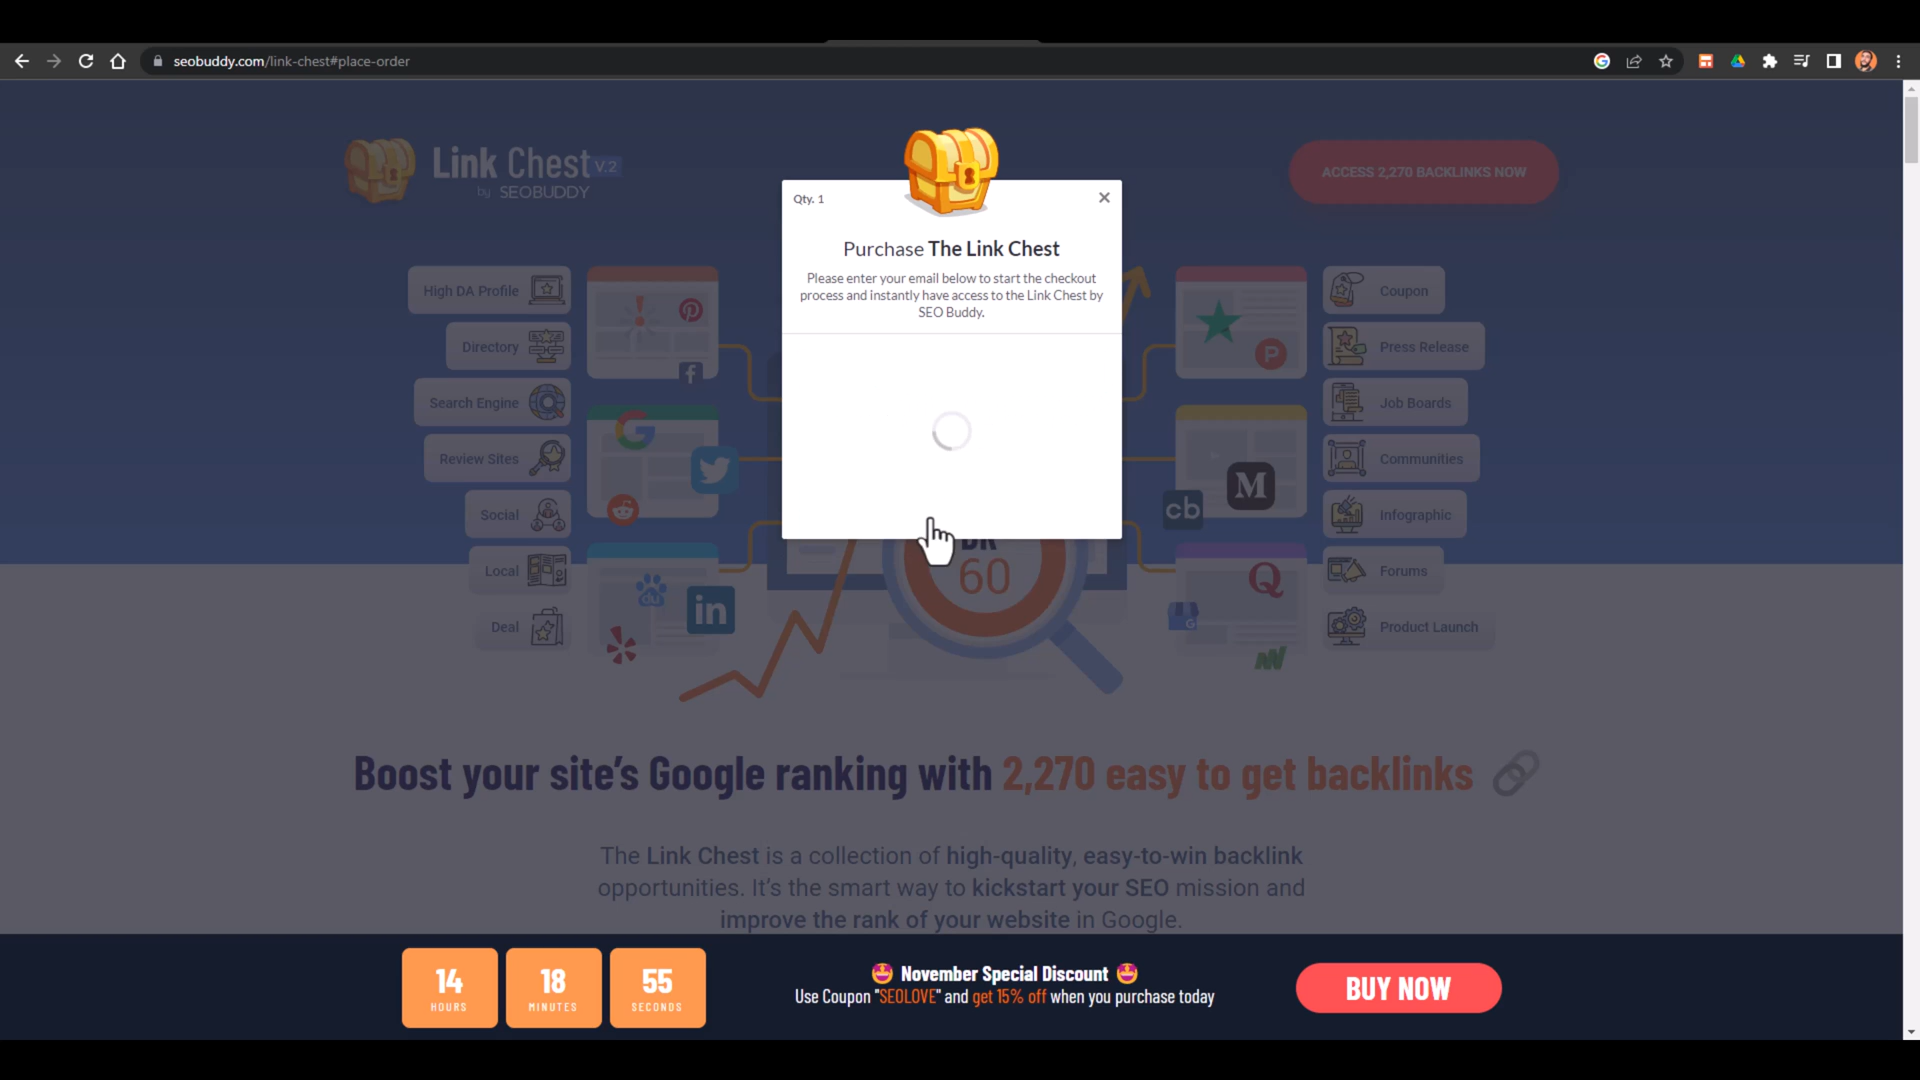 seobuddy.com/link-chest#place-order
Link Chest V.2
by SEOBUDDY
ACCESS 2,270 BACKLINKS NOW
Qty. 1
Purchase The Link Chest
Please enter your email below to start the checkout
process and instantly have access to the Link Chest by
SEO Buddy.
High DA Profile
Directory
Search Engine
Review Sites
Social
Local
Deal
Coupon
Press Release
Job Boards
Communities
Infographic
Forums
Product Launch
du
in
cb
M
Q
G
P
60
Boost your site's Google ranking with 2,270 easy to get backlinks
The Link Chest is a collection of high-quality, easy-to-win backlink
opportunities. It's the smart way to kickstart your SEO mission and
improve the rank of your website in Google.
14
HOURS
18
MINUTES
55
SECONDS
November Special Discount
Use Coupon "SEOLOVE" and get 15% off when you purchase today
BUY NOW